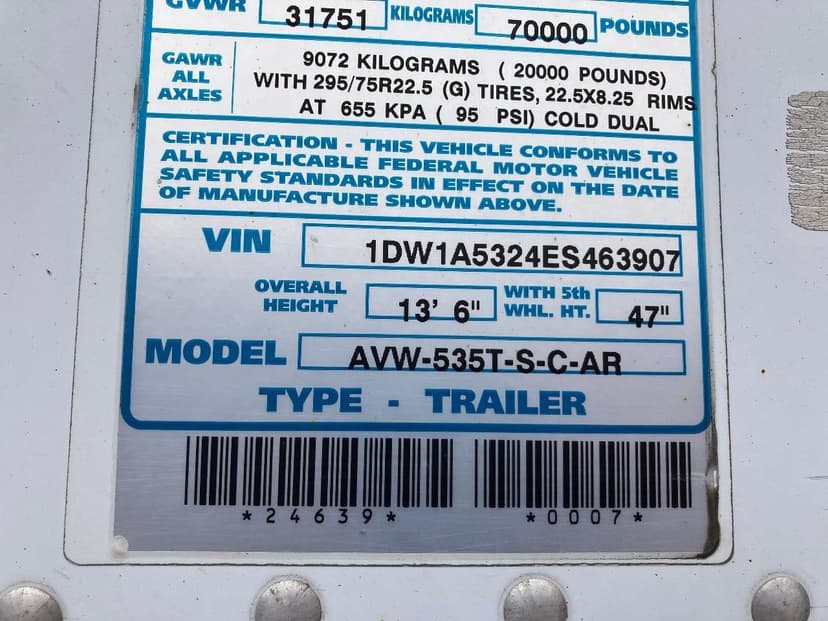 GVWR 31751 KILOGRAMS 70000 POUNDS
GAWR ALL AXLES
9072 KILOGRAMS ( 20000 POUNDS)
WITH 295/75R22.5 (G) TIRES, 22.5X8.25 RIMS
AT 655 KPA ( 95 PSI) COLD DUAL
CERTIFICATION - THIS VEHICLE CONFORMS TO
ALL APPLICABLE FEDERAL MOTOR VEHICLE
SAFETY STANDARDS IN EFFECT ON THE DATE
OF MANUFACTURE SHOWN ABOVE.
VIN 1DW1A5324ES463907
OVERALL HEIGHT 13' 6" WITH 5th WHL. HT. 47"
MODEL AVW-535T-S-C-AR
TYPE - TRAILER
*24639* *0007*